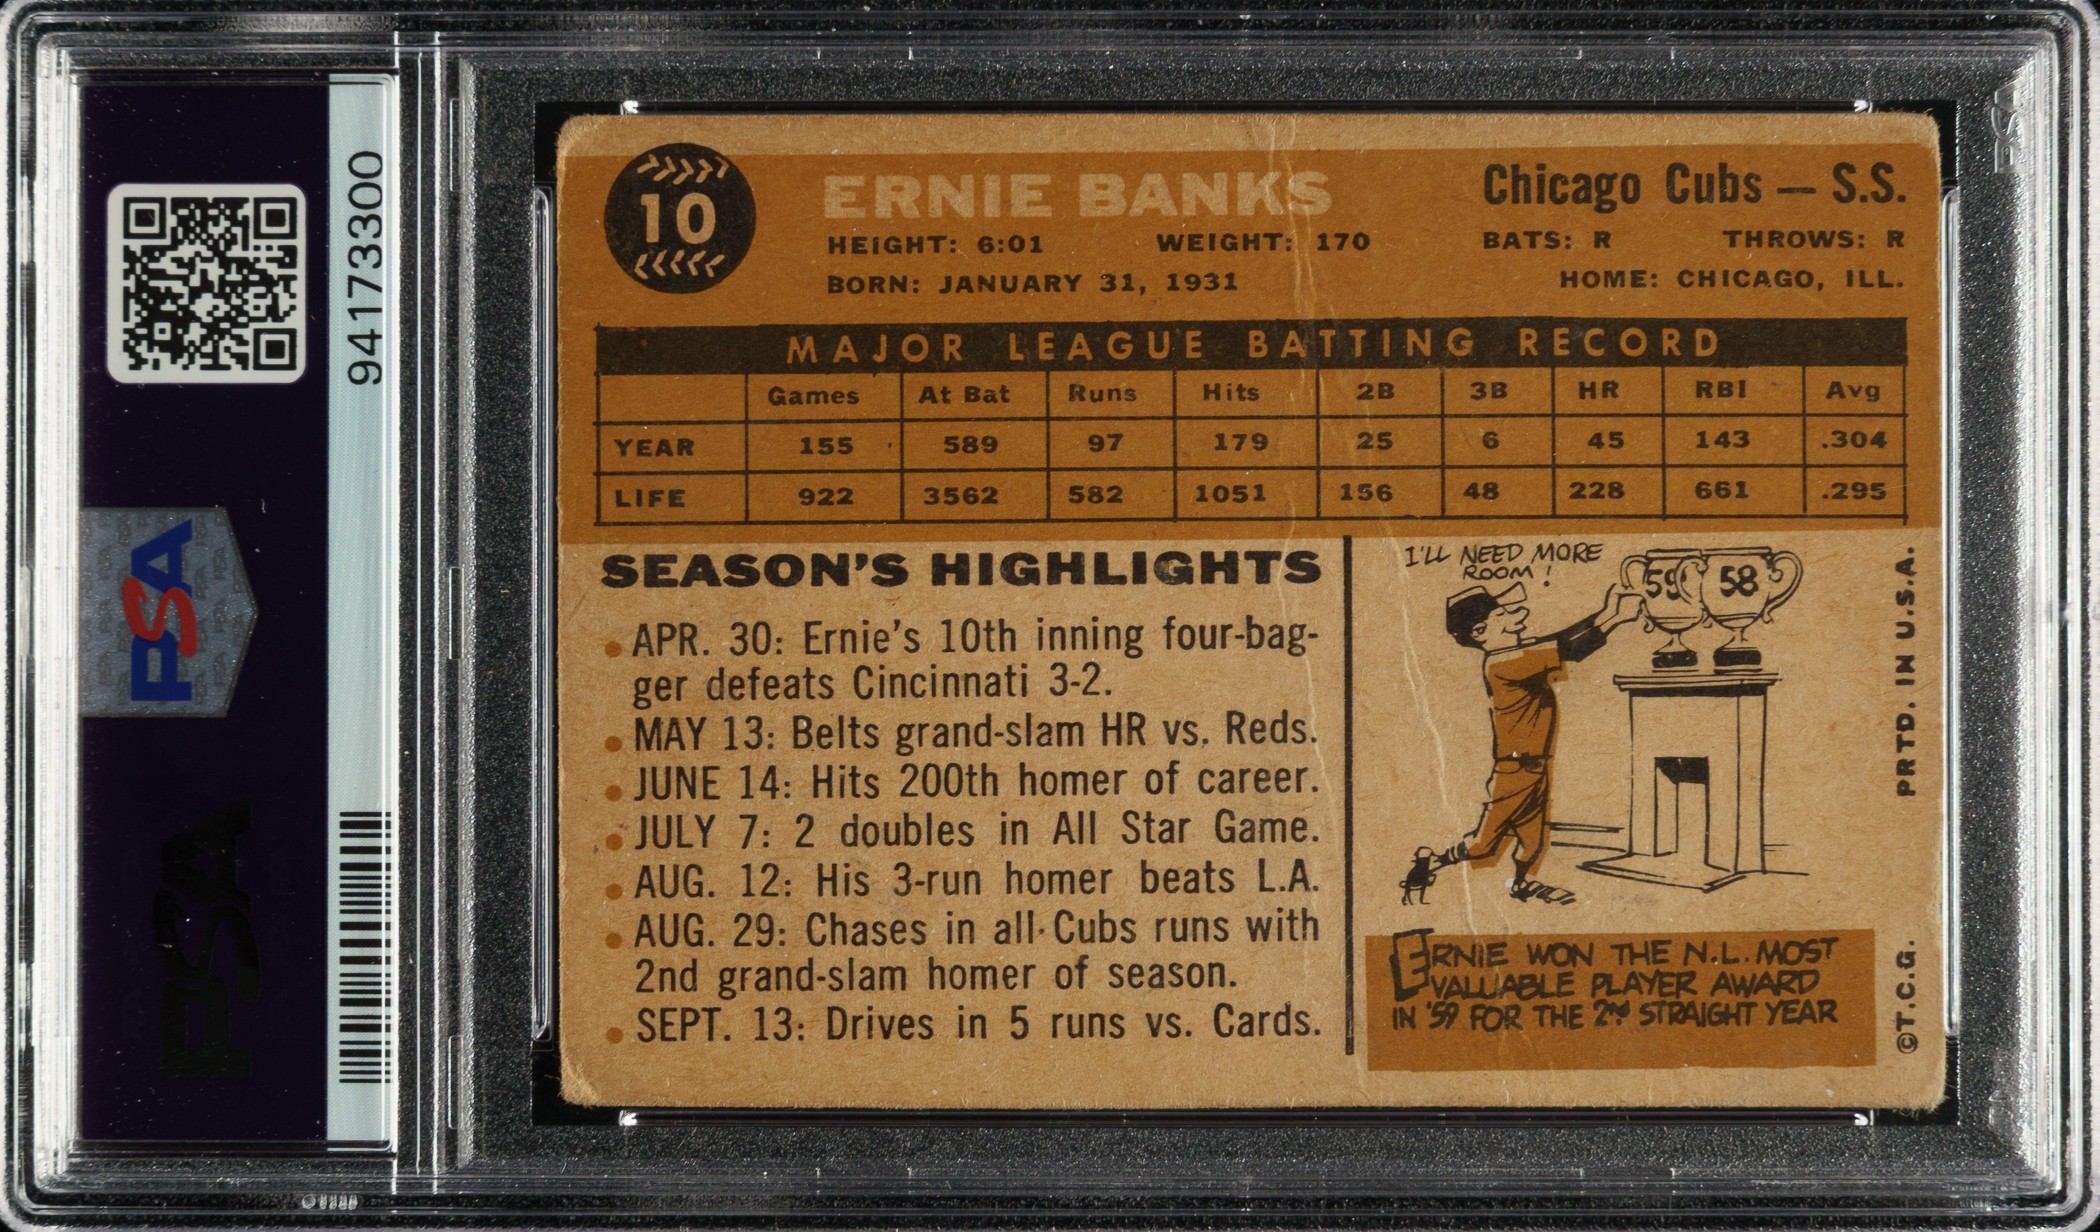 94173300
PSA
PSA
10
ERNIE BANKS
Chicago Cubs — S.S.
HEIGHT: 6:01 WEIGHT: 170 BATS: R THROWS: R
BORN: JANUARY 31, 1931 HOME: CHICAGO, ILL.
MAJOR LEAGUE BATTING RECORD
Games At Bat Runs Hits 2B 3B HR RBI Avg
YEAR 155 589 97 179 25 6 45 143 .304
LIFE 922 3562 582 1051 156 48 228 661 .295
SEASON'S HIGHLIGHTS
• APR. 30: Ernie's 10th inning four-bag-
ger defeats Cincinnati 3-2.
• MAY 13: Belts grand-slam HR vs. Reds.
• JUNE 14: Hits 200th homer of career.
• JULY 7: 2 doubles in All Star Game.
• AUG. 12: His 3-run homer beats L.A.
• AUG. 29: Chases in all Cubs runs with
2nd grand-slam homer of season.
• SEPT. 13: Drives in 5 runs vs. Cards.
I'LL NEED MORE
ROOM!
59 58
ERNIE WON THE N.L. MOST
VALUABLE PLAYER AWARD
IN '59 FOR THE 2nd STRAIGHT YEAR
©T.C.G. PRTD. IN U.S.A.
PSA